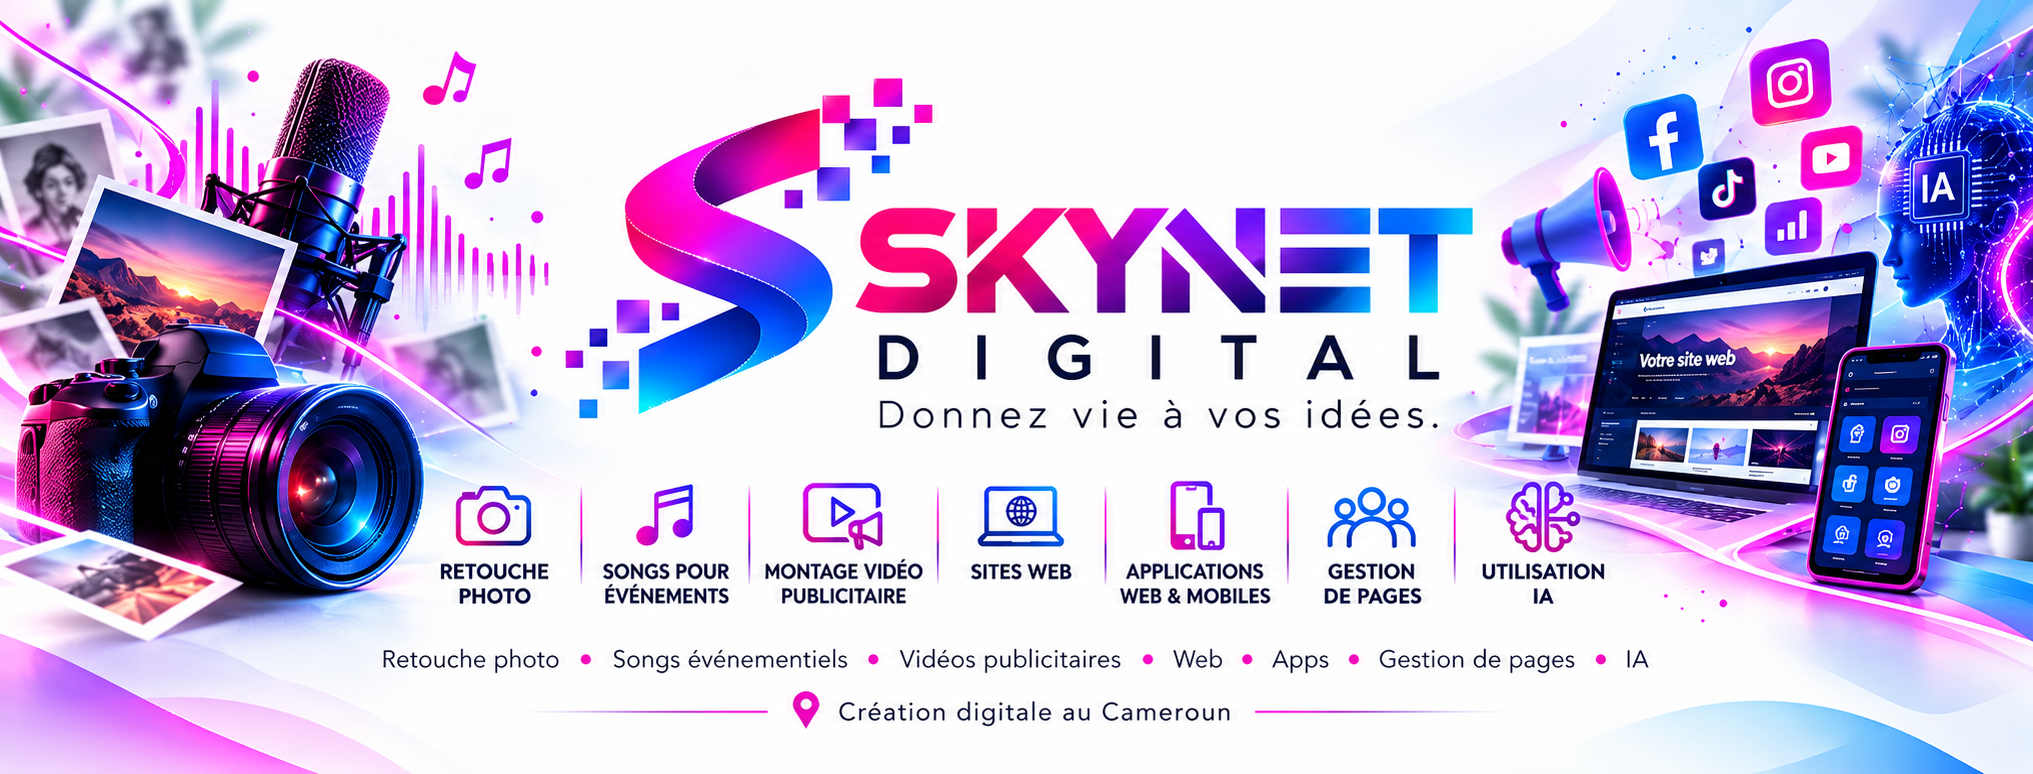 SKYNET
DIGITAL
Donnez vie à vos idées.
IA
Votre site web
RETOUCHE
PHOTO
SONGS POUR
ÉVÉNEMENTS
MONTAGE VIDÉO
PUBLICITAIRE
SITES WEB
APPLICATIONS
WEB & MOBILES
GESTION
DE PAGES
UTILISATION
IA
Retouche photo • Songs événementiels • Vidéos publicitaires • Web • Apps • Gestion de pages • IA
Création digitale au Cameroun